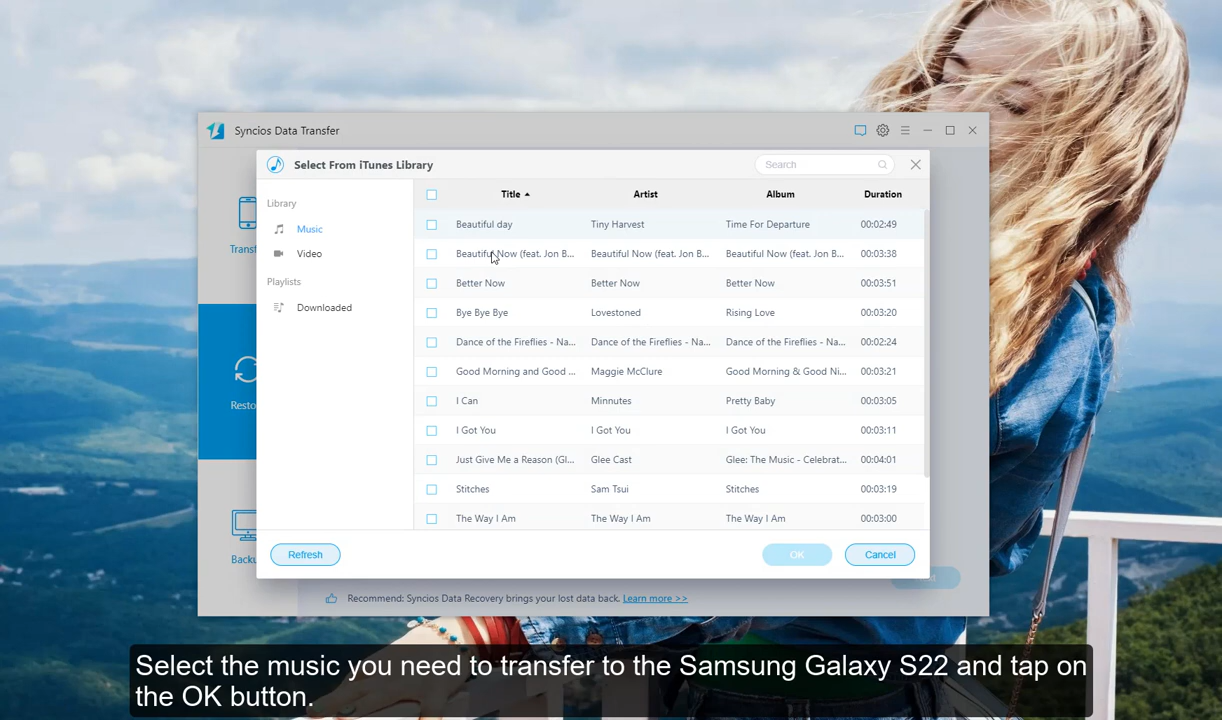 Syncios Data Transfer
Select From iTunes Library
Search
Library
Music
Video
Playlists
Downloaded
Title Artist Album Duration
Beautiful day Tiny Harvest Time For Departure 00:02:49
Beautiful Now (feat. Jon B... Beautiful Now (feat. Jon B... Beautiful Now (feat. Jon B... 00:03:38
Better Now Better Now Better Now 00:03:51
Bye Bye Bye Lovestoned Rising Love 00:03:20
Dance of the Fireflies - Na... Dance of the Fireflies - Na... Dance of the Fireflies - Na... 00:02:24
Good Morning and Good ... Maggie McClure Good Morning & Good Ni... 00:03:21
I Can Minnutes Pretty Baby 00:03:05
I Got You I Got You I Got You 00:03:11
Just Give Me a Reason (Gl... Glee Cast Glee: The Music - Celebrat... 00:04:01
Stitches Sam Tsui Stitches 00:03:19
The Way I Am The Way I Am The Way I Am 00:03:00
Refresh OK Cancel
Transf
Resto
Backu
Recommend: Syncios Data Recovery brings your lost data back. Learn more >>
Select the music you need to transfer to the Samsung Galaxy S22 and tap on
the OK button.